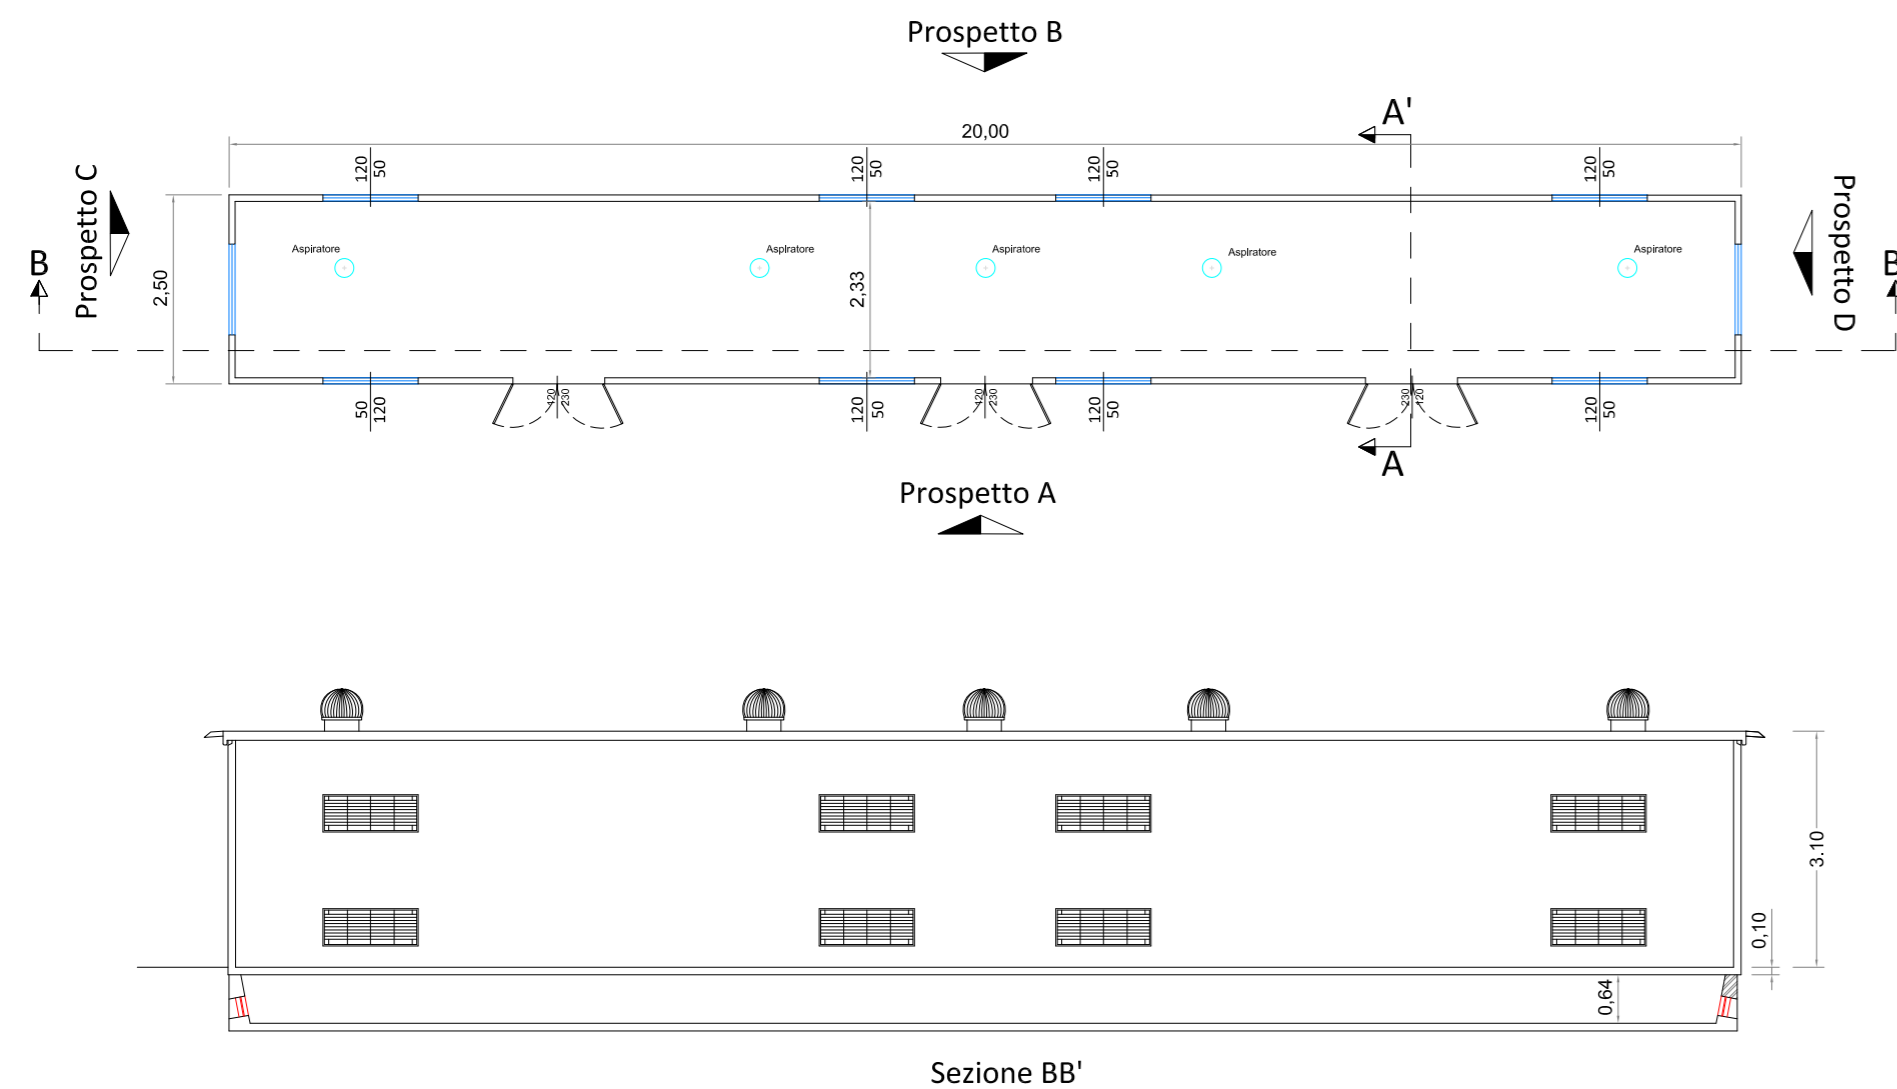 Prospetto B
A'
20,00
120
50
120
50
120
50
120
50
Prospetto C
Prospetto D
Aspiratore
Aspiratore
Aspiratore
Aspiratore
Aspiratore
B
B
2,50
2,33
50
120
120
230
120
50
120
230
120
50
230
120
120
50
A
Prospetto A
3.10
0,10
0,64
Sezione BB'